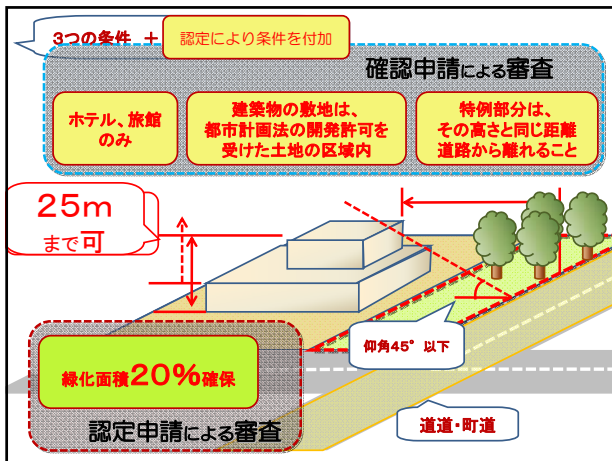 3つの条件 + 認定により条件を付加
確認申請による審査
ホテル、旅館
のみ
建築物の敷地は、
都市計画法の開発許可を
受けた土地の区域内
特例部分は、
その高さと同じ距離
道路から離れること
25m
まで可
仰角45°以下
緑化面積20%確保
認定申請による審査
道道・町道